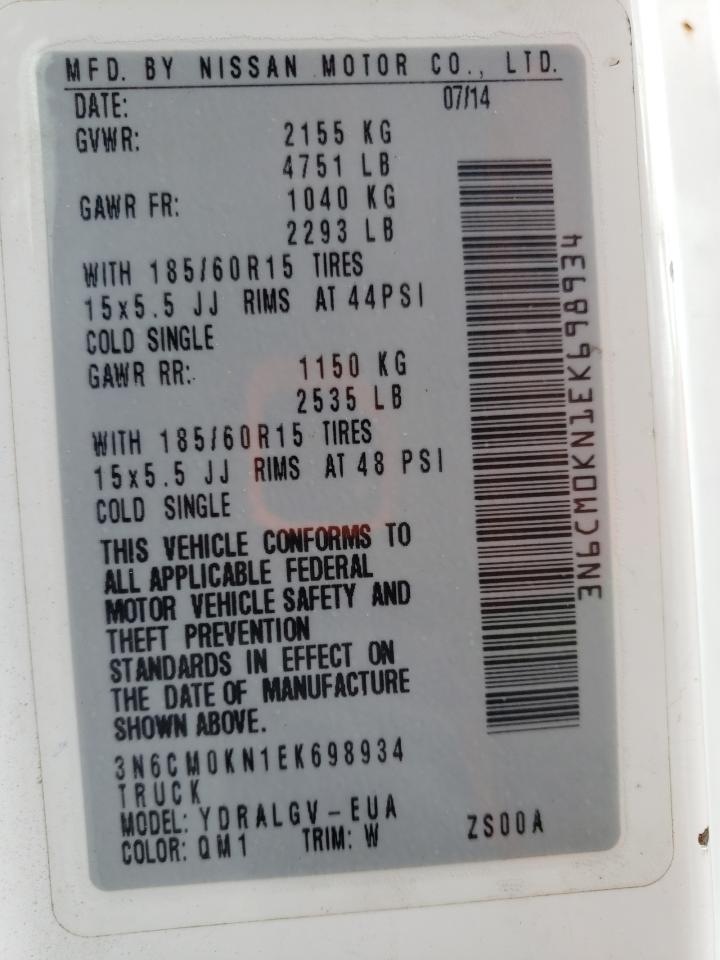 MFD. BY NISSAN MOTOR CO., LTD.
DATE: 07/14
GVWR: 2155 KG
4751 LB
GAWR FR: 1040 KG
2293 LB
WITH 185/60R15 TIRES
15x5.5 JJ RIMS AT 44PSI
COLD SINGLE
GAWR RR: 1150 KG
2535 LB
WITH 185/60R15 TIRES
15x5.5 JJ RIMS AT 48 PSI
COLD SINGLE
THIS VEHICLE CONFORMS TO
ALL APPLICABLE FEDERAL
MOTOR VEHICLE SAFETY AND
THEFT PREVENTION
STANDARDS IN EFFECT ON
THE DATE OF MANUFACTURE
SHOWN ABOVE.
3N6CM0KN1EK698934
TRUCK
MODEL: YDRALGV-EUA
COLOR: QM1 TRIM: W ZS00A
3N6CM0KN1EK698934